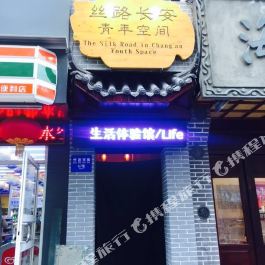 丝路长安
青年空间
The Silk Road in Chang an
Youth Space
便利店
生活体验馆/Life
永
携程旅行
携程旅行